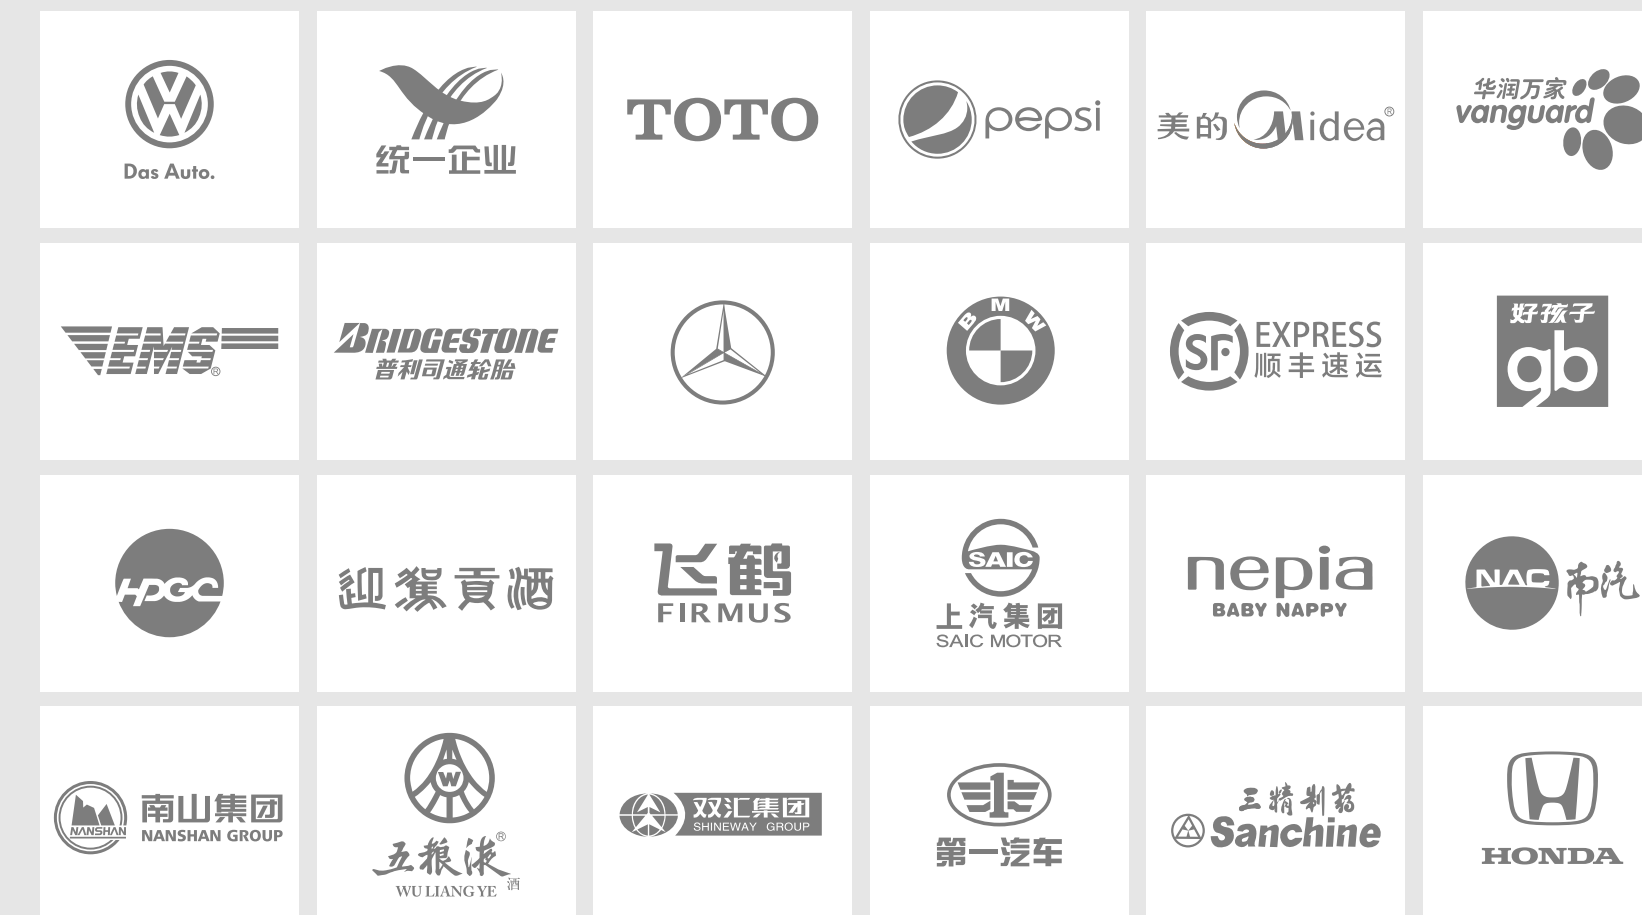 Das Auto.
统一企业
TOTO
pepsi
美的 Midea®
华润万家
vanguard
EMS®
BRIDGESTONE
普利司通轮胎
BMW
SF EXPRESS
顺丰速运
好孩子
gb
HPGC
迎駕貢酒
飞鹤
FIRMUS
SAIC
上汽集团
SAIC MOTOR
nepia
BABY NAPPY
NAC 南汽
NANSHAN
南山集团
NANSHAN GROUP
W
五粮液®
WU LIANG YE 酒
双汇集团
SHINEWAY GROUP
1
第一汽车
三精制药
Sanchine
HONDA